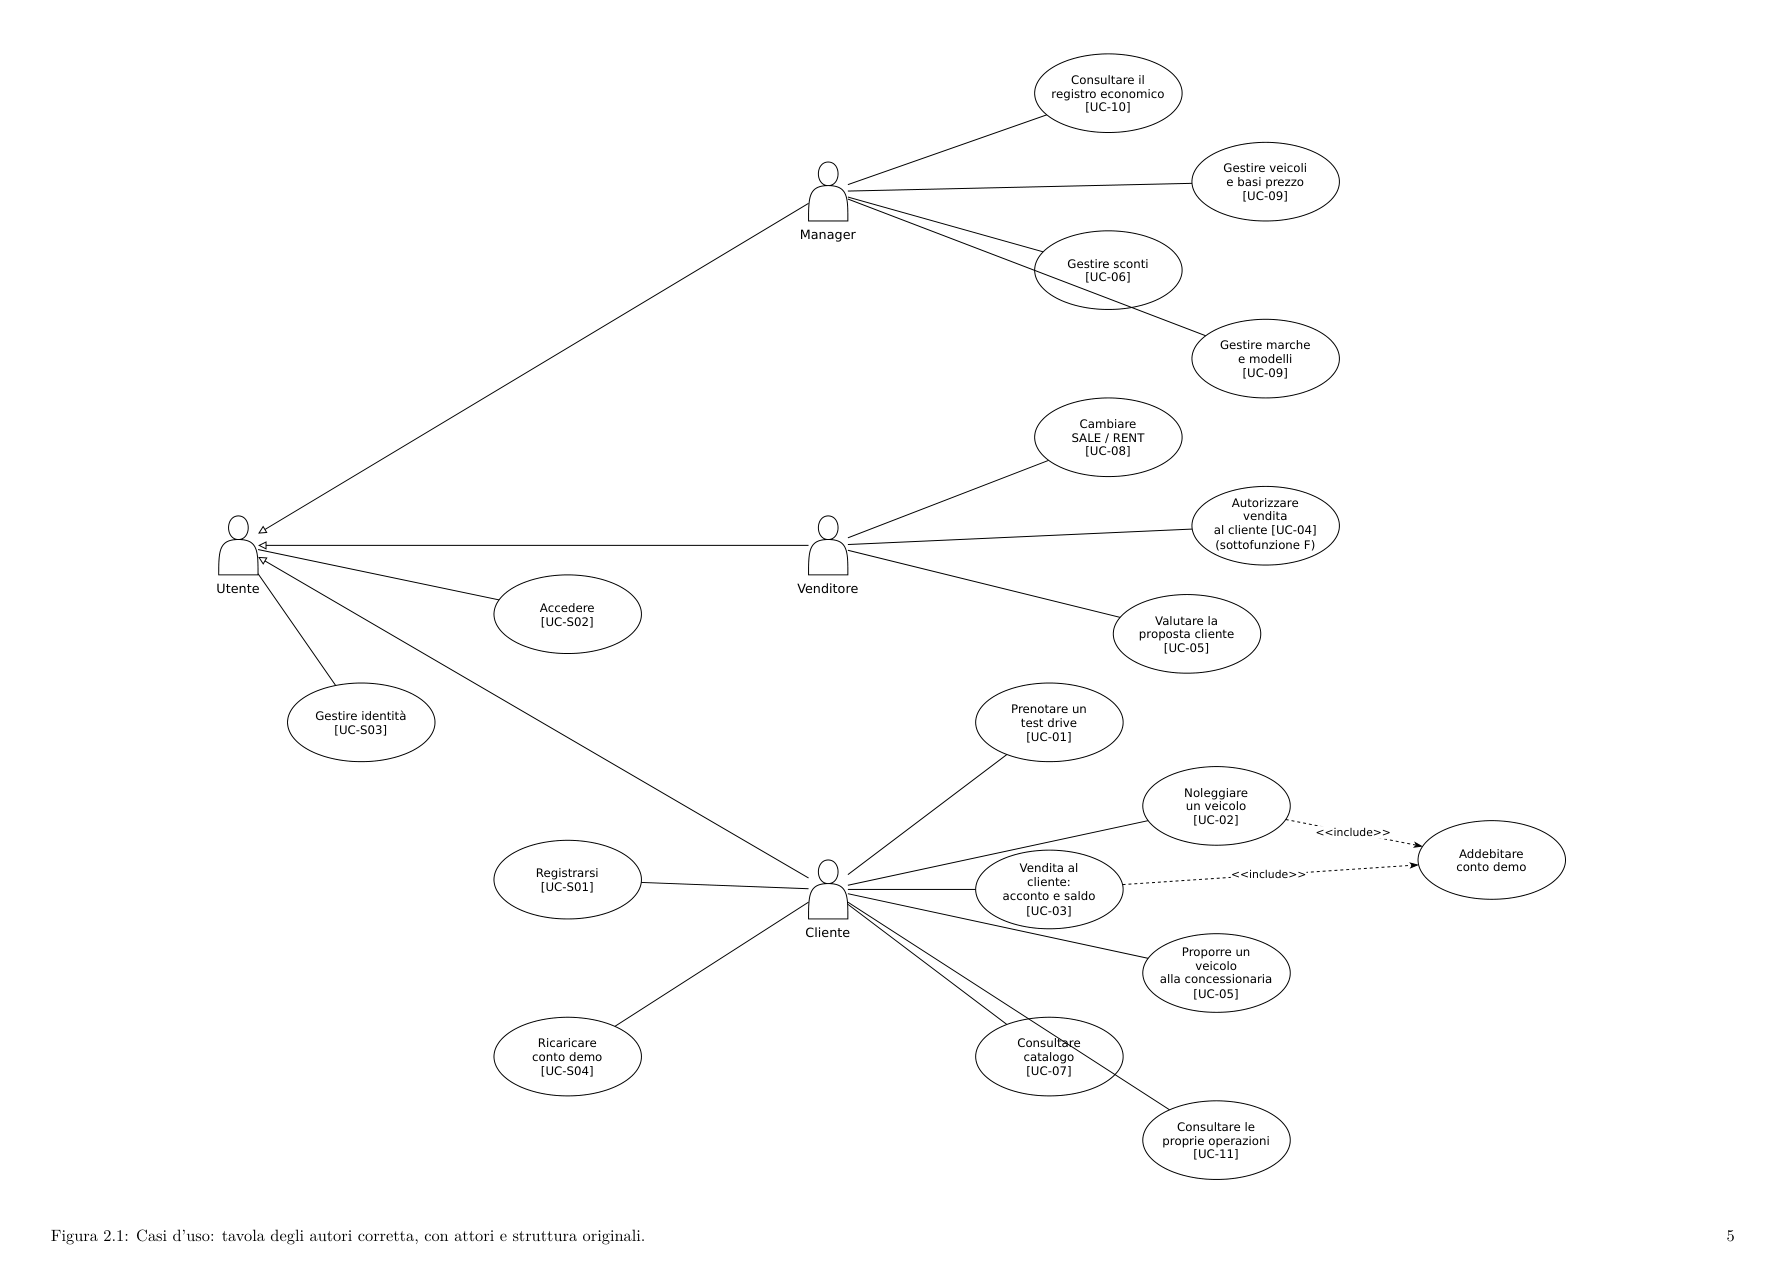 Consultare il
registro economico
[UC-10]
Gestire veicoli
e basi prezzo
[UC-09]
Manager
Gestire sconti
[UC-06]
Gestire marche
e modelli
[UC-09]
Cambiare
SALE / RENT
[UC-08]
Autorizzare
vendita
al cliente [UC-04]
(sottofunzione F)
Utente
Venditore
Accedere
[UC-S02]
Valutare la
proposta cliente
[UC-05]
Gestire identità
[UC-S03]
Prenotare un
test drive
[UC-01]
Noleggiare
un veicolo
[UC-02]
<<include>>
Addebitare
conto demo
Registrarsi
[UC-S01]
Vendita al
cliente:
acconto e saldo
[UC-03]
<<include>>
Cliente
Proporre un
veicolo
alla concessionaria
[UC-05]
Ricaricare
conto demo
[UC-S04]
Consultare
catalogo
[UC-07]
Consultare le
proprie operazioni
[UC-11]
Figura 2.1: Casi d'uso: tavola degli autori corretta, con attori e struttura originali.
5